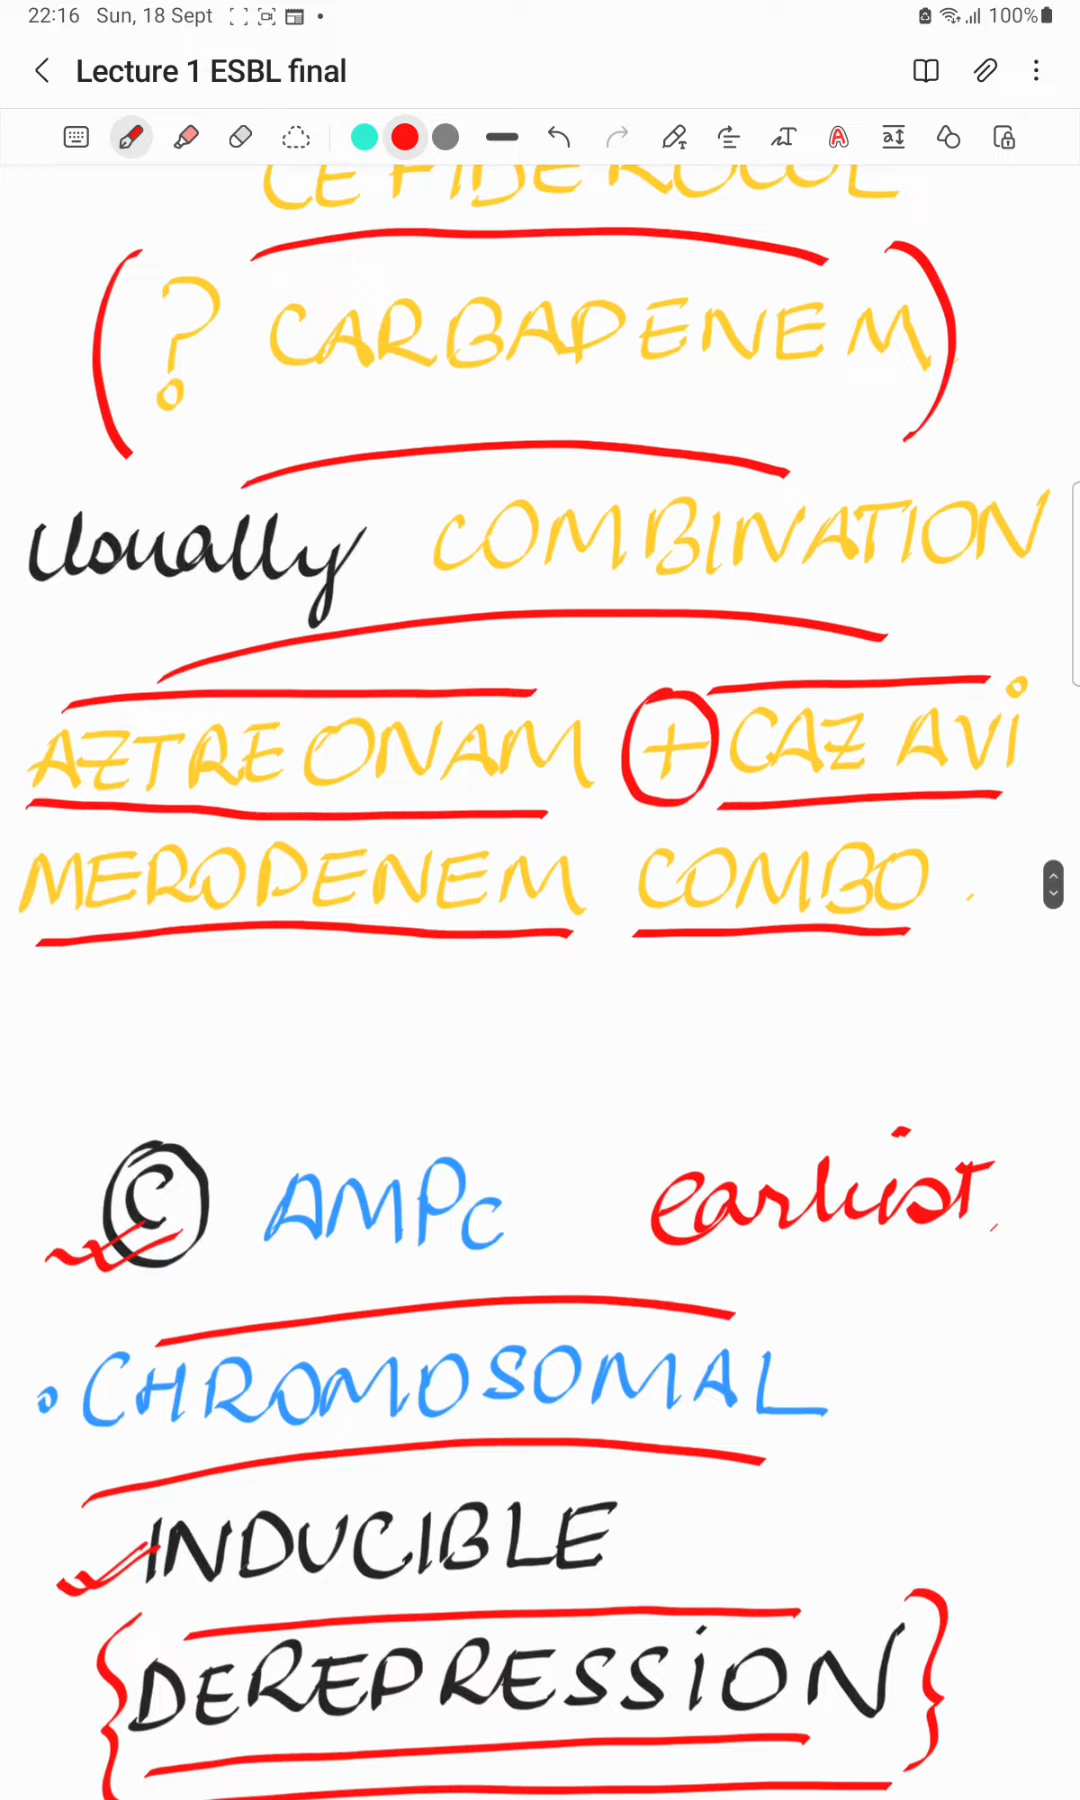 22:16 Sun, 18 Sept 100%
Lecture 1 ESBL final
CEFIDEROCOL
? CARBAPENEM
Usually COMBINATION
AZTREONAM + CAZ AVI
MEROPENEM COMBO.
C AMPC earliest
CHROMOSOMAL
INDUCIBLE
{DEREPRESSION}